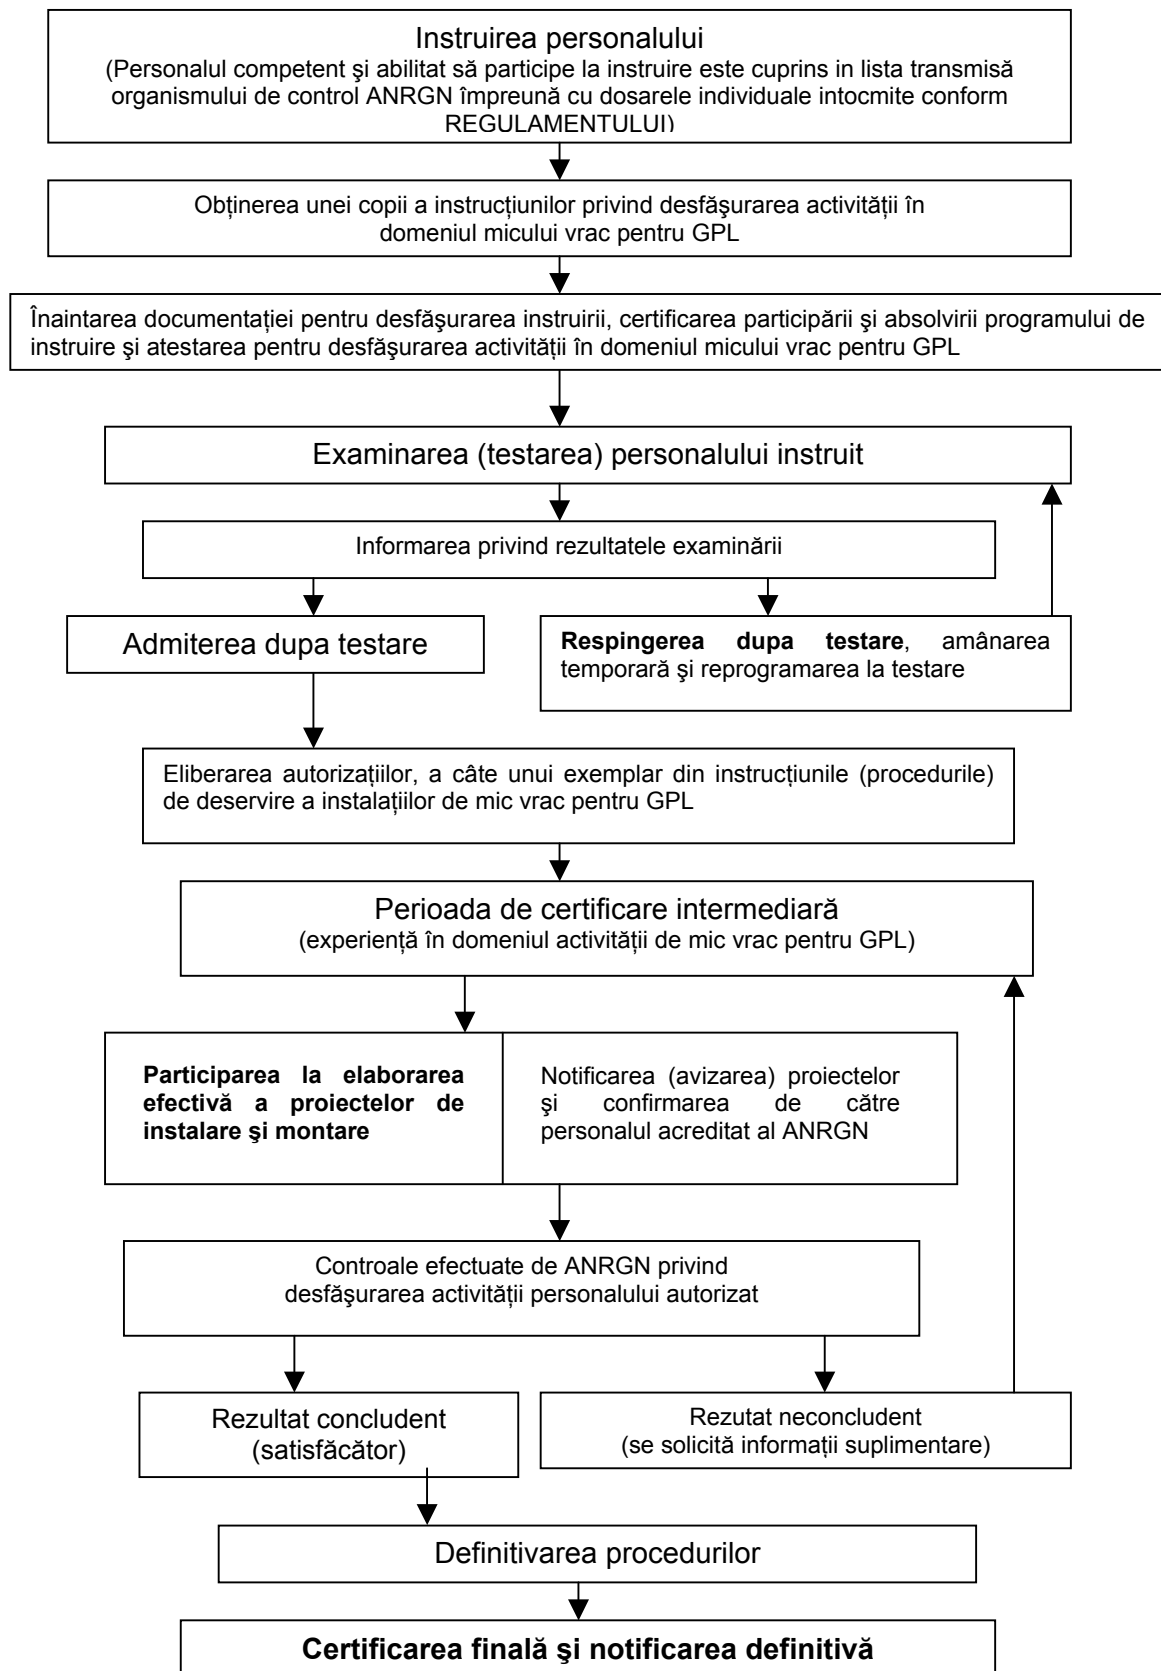 Instruirea personalului
(Personalul competent şi abilitat să participe la instruire este cuprins in lista transmisă
organismului de control ANRGN împreună cu dosarele individuale intocmite conform
REGULAMENTULUI)
Obţinerea unei copii a instrucţiunilor privind desfăşurarea activităţii în
domeniul micului vrac pentru GPL
Înaintarea documentaţiei pentru desfăşurarea instruirii, certificarea participării şi absolvirii programului de
instruire şi atestarea pentru desfăşurarea activităţii în domeniul micului vrac pentru GPL
Examinarea (testarea) personalului instruit
Informarea privind rezultatele examinării
Admiterea dupa testare
Respingerea dupa testare, amânarea
temporară şi reprogramarea la testare
Eliberarea autorizaţiilor, a câte unui exemplar din instrucţiunile (procedurile)
de deservire a instalaţiilor de mic vrac pentru GPL
Perioada de certificare intermediară
(experienţă în domeniul activităţii de mic vrac pentru GPL)
Participarea la elaborarea
efectivă a proiectelor de
instalare şi montare
Notificarea (avizarea) proiectelor
şi confirmarea de către
personalul acreditat al ANRGN
Controale efectuate de ANRGN privind
desfăşurarea activităţii personalului autorizat
Rezultat concludent
(satisfăcător)
Rezutat neconcludent
(se solicită informaţii suplimentare)
Definitivarea procedurilor
Certificarea finală şi notificarea definitivă